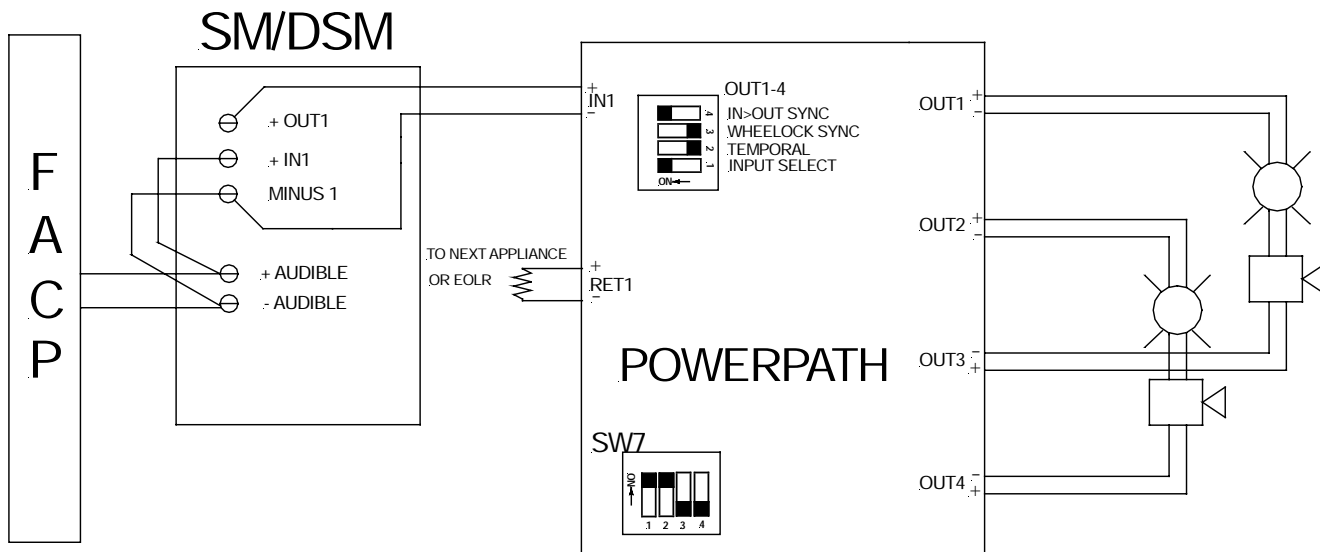 SM/DSM
F
A
C
P
+ OUT1
+ IN1
MINUS 1
+ AUDIBLE
- AUDIBLE
+
IN1
-
OUT1-4
4 IN>OUT SYNC
3 WHEELOCK SYNC
2 TEMPORAL
1 INPUT SELECT
ON
TO NEXT APPLIANCE
OR EOLR
+
RET1
-
POWERPATH
SW7
ON
1 2 3 4
OUT1 +
-
OUT2 +
-
-
OUT3 +
-
OUT4 +